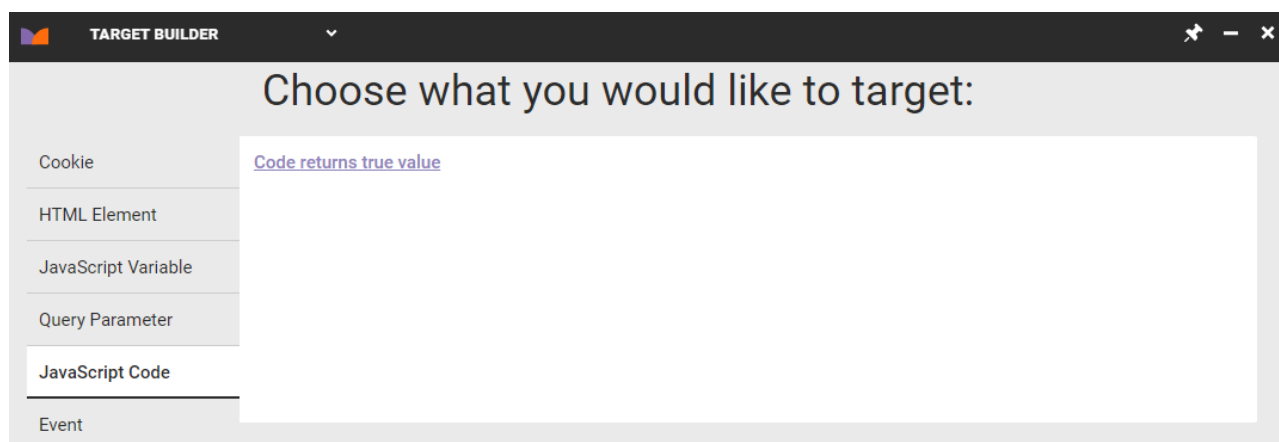 TARGET BUILDER
Choose what you would like to target:
Cookie
Code returns true value
HTML Element
JavaScript Variable
Query Parameter
JavaScript Code
Event